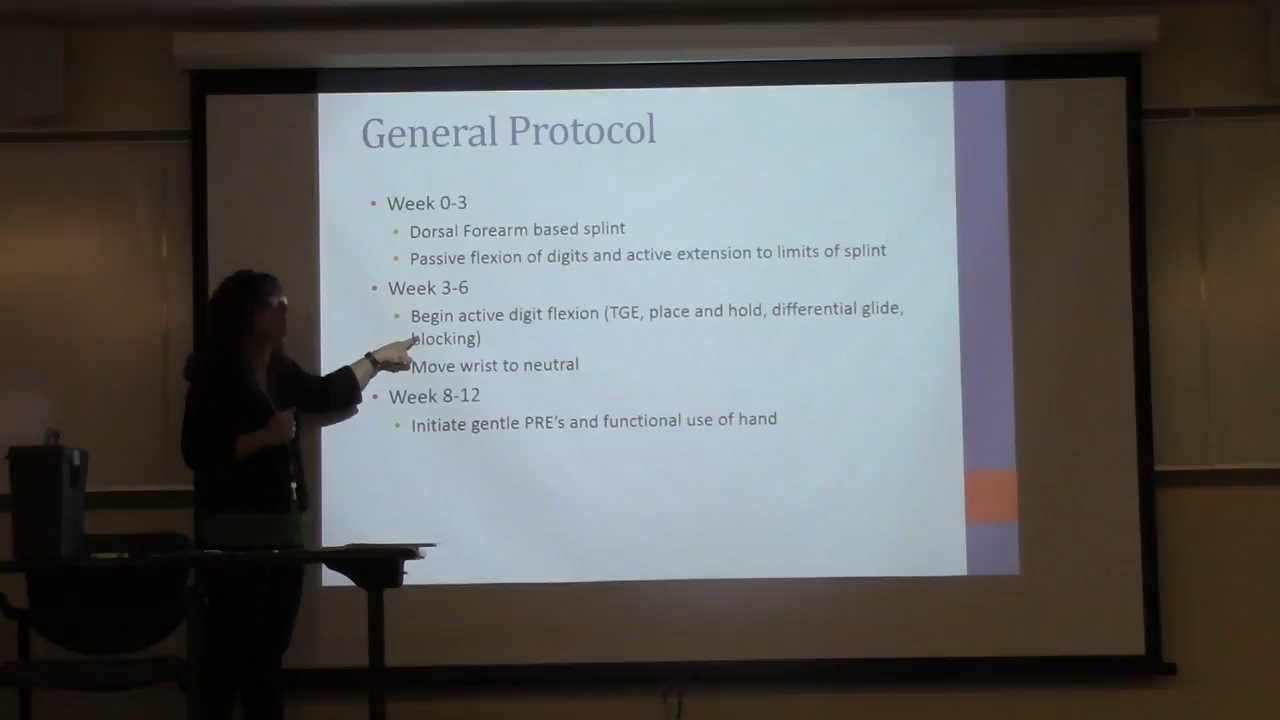 General Protocol
• Week 0-3
• Dorsal Forearm based splint
• Passive flexion of digits and active extension to limits of splint
• Week 3-6
• Begin active digit flexion (TGE, place and hold, differential glide,
blocking)
Move wrist to neutral
• Week 8-12
• Initiate gentle PRE's and functional use of hand